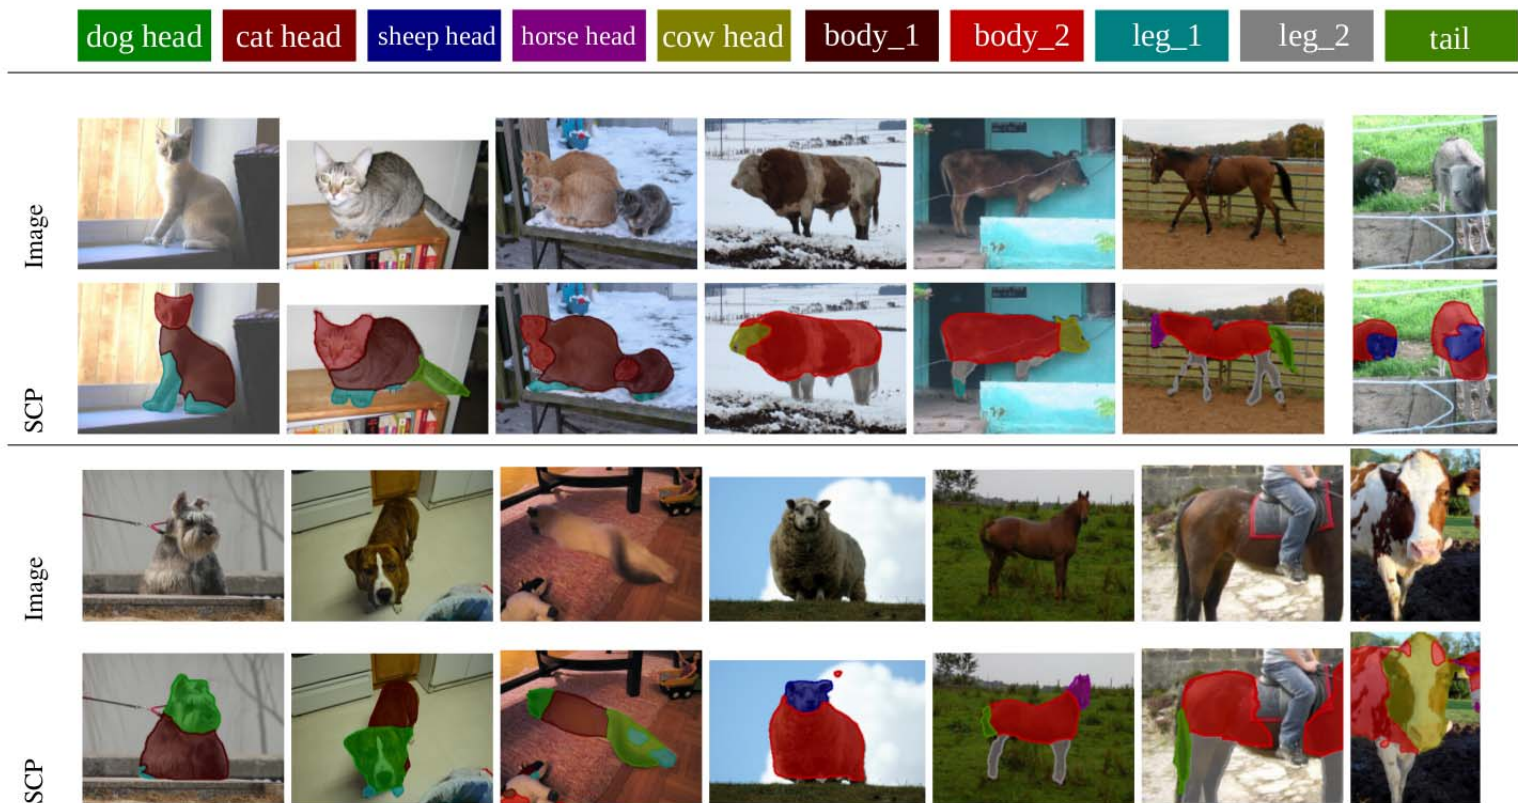 dog head cat head sheep head horse head cow head body_1 body_2 leg_1 leg_2 tail
Image
SCP
Image
SCP